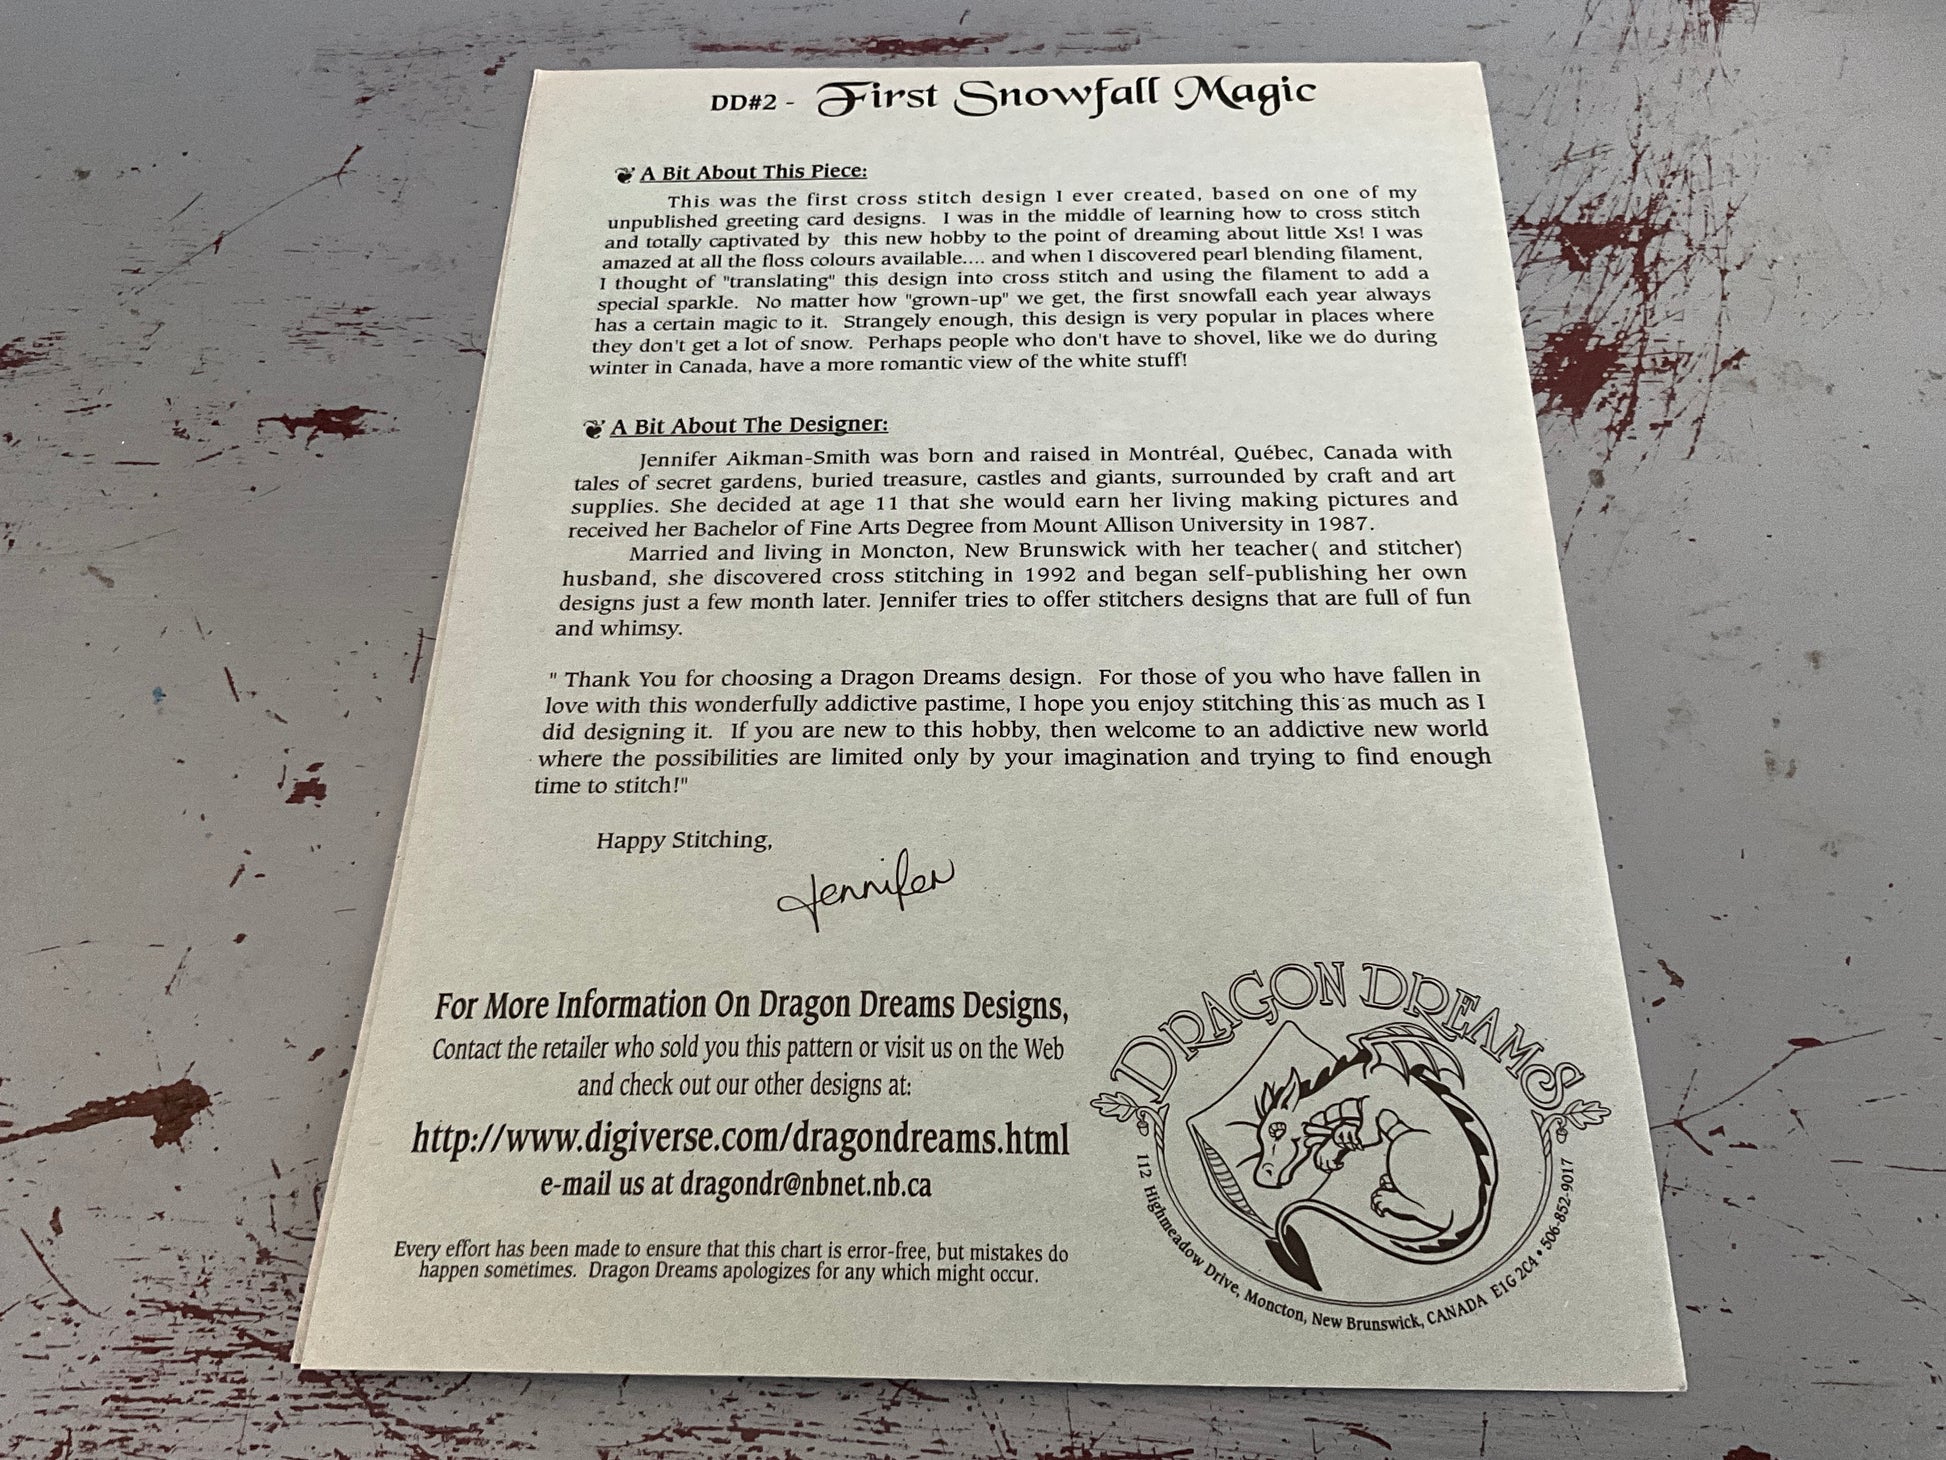 DD#2 - First Snowfall Magic
A Bit About This Piece:
This was the first cross stitch design I ever created, based on one of my
unpublished greeting card designs. I was in the middle of learning how to cross stitch
and totally captivated by this new hobby to the point of dreaming about little Xs! I was
amazed at all the floss colours available.... and when I discovered pearl blending filament,
I thought of "translating" this design into cross stitch and using the filament to add a
special sparkle. No matter how "grown-up" we get, the first snowfall each year always
has a certain magic to it. Strangely enough, this design is very popular in places where
they don't get a lot of snow. Perhaps people who don't have to shovel, like we do during
winter in Canada, have a more romantic view of the white stuff!
A Bit About The Designer:
Jennifer Aikman-Smith was born and raised in Montréal, Québec, Canada with
tales of secret gardens, buried treasure, castles and giants, surrounded by craft and art
supplies. She decided at age 11 that she would earn her living making pictures and
received her Bachelor of Fine Arts Degree from Mount Allison University in 1987.
Married and living in Moncton, New Brunswick with her teacher( and stitcher)
husband, she discovered cross stitching in 1992 and began self-publishing her own
designs just a few month later. Jennifer tries to offer stitchers designs that are full of fun
and whimsy.
" Thank You for choosing a Dragon Dreams design. For those of you who have fallen in
love with this wonderfully addictive pastime, I hope you enjoy stitching this as much as I
did designing it. If you are new to this hobby, then welcome to an addictive new world
where the possibilities are limited only by your imagination and trying to find enough
time to stitch!"
Happy Stitching,
Jennifer
For More Information On Dragon Dreams Designs,
Contact the retailer who sold you this pattern or visit us on the Web
and check out our other designs at:
http://www.digiverse.com/dragondreams.html
e-mail us at dragondr@nbnet.nb.ca
Every effort has been made to ensure that this chart is error-free, but mistakes do
happen sometimes. Dragon Dreams apologizes for any which might occur.
DRAGON DREAMS
112 Highmeadow Drive, Moncton, New Brunswick, CANADA E1G 2C4 • 506-852-9017